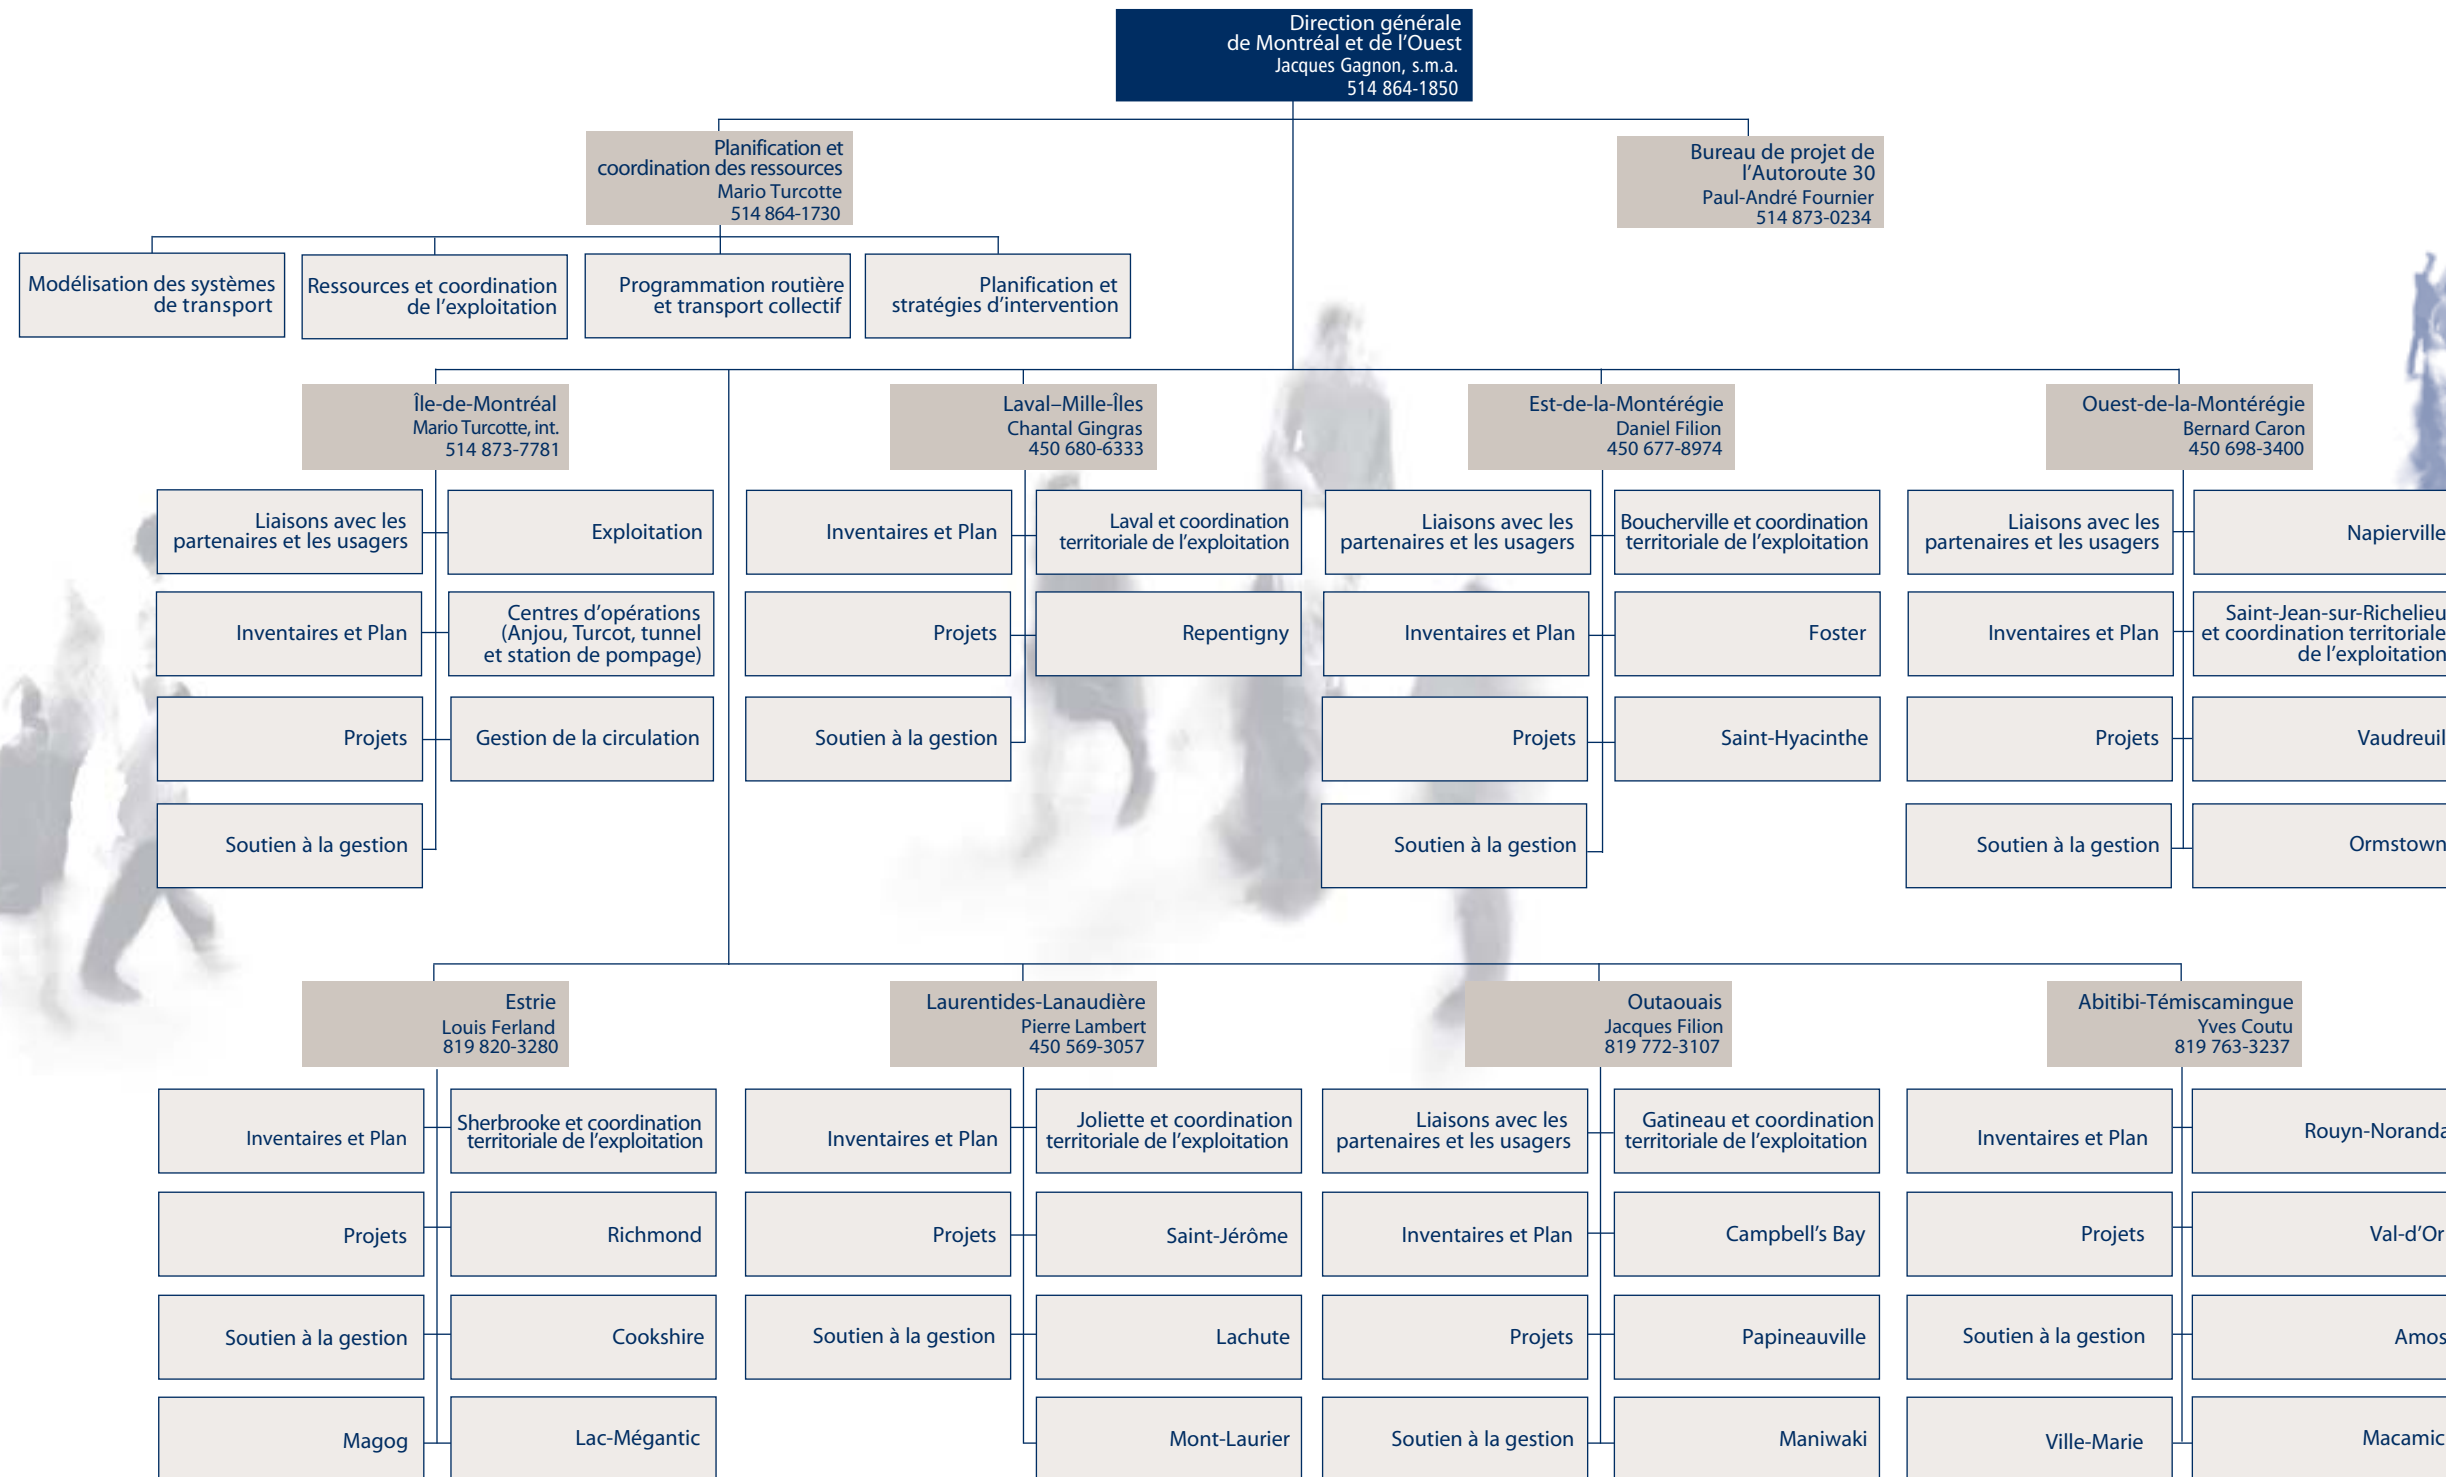 Direction générale
de Montréal et de l'Ouest
Jacques Gagnon, s.m.a.
514 864-1850
Planification et
coordination des ressources
Mario Turcotte
514 864-1730
Bureau de projet de
l'Autoroute 30
Paul-André Fournier
514 873-0234
Modélisation des systèmes
de transport
Ressources et coordination
de l'exploitation
Programmation routière
et transport collectif
Planification et
stratégies d'intervention
Île-de-Montréal
Mario Turcotte, int.
514 873-7781
Laval–Mille-Îles
Chantal Gingras
450 680-6333
Est-de-la-Montérégie
Daniel Filion
450 677-8974
Ouest-de-la-Montérégie
Bernard Caron
450 698-3400
Liaisons avec les
partenaires et les usagers
Exploitation
Inventaires et Plan
Laval et coordination
territoriale de l'exploitation
Liaisons avec les
partenaires et les usagers
Boucherville et coordination
territoriale de l'exploitation
Liaisons avec les
partenaires et les usagers
Napierville
Inventaires et Plan
Centres d'opérations
(Anjou, Turcot, tunnel
et station de pompage)
Projets
Repentigny
Inventaires et Plan
Foster
Inventaires et Plan
Saint-Jean-sur-Richelieu
et coordination territoriale
de l'exploitation
Projets
Gestion de la circulation
Soutien à la gestion
Projets
Saint-Hyacinthe
Projets
Vaudreuil
Soutien à la gestion
Soutien à la gestion
Soutien à la gestion
Ormstown
Estrie
Louis Ferland
819 820-3280
Laurentides-Lanaudière
Pierre Lambert
450 569-3057
Outaouais
Jacques Filion
819 772-3107
Abitibi-Témiscamingue
Yves Coutu
819 763-3237
Inventaires et Plan
Sherbrooke et coordination
territoriale de l'exploitation
Inventaires et Plan
Joliette et coordination
territoriale de l'exploitation
Liaisons avec les
partenaires et les usagers
Gatineau et coordination
territoriale de l'exploitation
Inventaires et Plan
Rouyn-Noranda
Projets
Richmond
Projets
Saint-Jérôme
Inventaires et Plan
Campbell's Bay
Projets
Val-d'Or
Soutien à la gestion
Cookshire
Soutien à la gestion
Lachute
Projets
Papineauville
Soutien à la gestion
Amos
Magog
Lac-Mégantic
Mont-Laurier
Soutien à la gestion
Maniwaki
Ville-Marie
Macamic